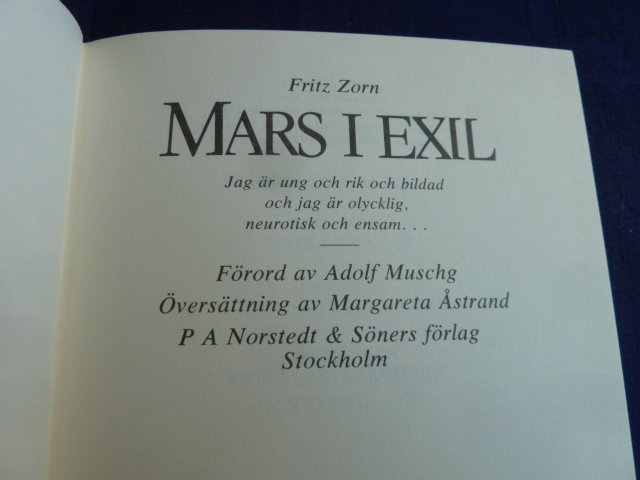 Fritz Zorn
MARS I EXIL
Jag är ung och rik och bildad
och jag är olycklig,
neurotisk och ensam. . .
Förord av Adolf Muschg
Översättning av Margareta Åstrand
P A Norstedt & Söners förlag
Stockholm